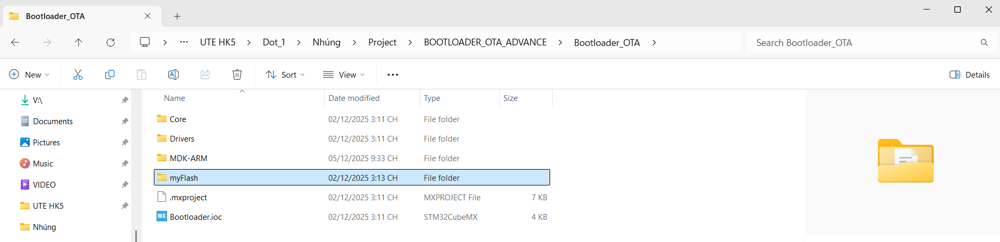 Bootloader_OTA
UTE HK5 > Dot_1 > Nhúng > Project > BOOTLOADER_OTA_ADVANCE > Bootloader_OTA >
Search Bootloader_OTA
New
A
Sort
View
Details
V:\
Documents
Pictures
Music
VIDEO
UTE HK5
Nhúng
Name Date modified Type Size
Core 02/12/2025 3:11 CH File folder
Drivers 02/12/2025 3:11 CH File folder
MDK-ARM 05/12/2025 9:33 CH File folder
myFlash 02/12/2025 3:13 CH File folder
.mxproject 02/12/2025 3:11 CH MXPROJECT File 7 KB
MX Bootloader.ioc 02/12/2025 3:11 CH STM32CubeMX 4 KB